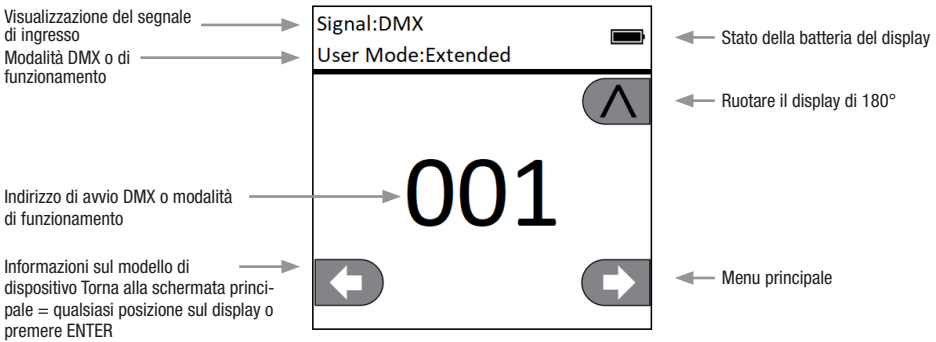 Visualizzazione del segnale
di ingresso
Modalità DMX o di
funzionamento
Indirizzo di avvio DMX o modalità
di funzionamento
Informazioni sul modello di
dispositivo Torna alla schermata princi-
pale = qualsiasi posizione sul display o
premere ENTER
Signal:DMX
User Mode:Extended
001
Stato della batteria del display
Ruotare il display di 180°
Menu principale